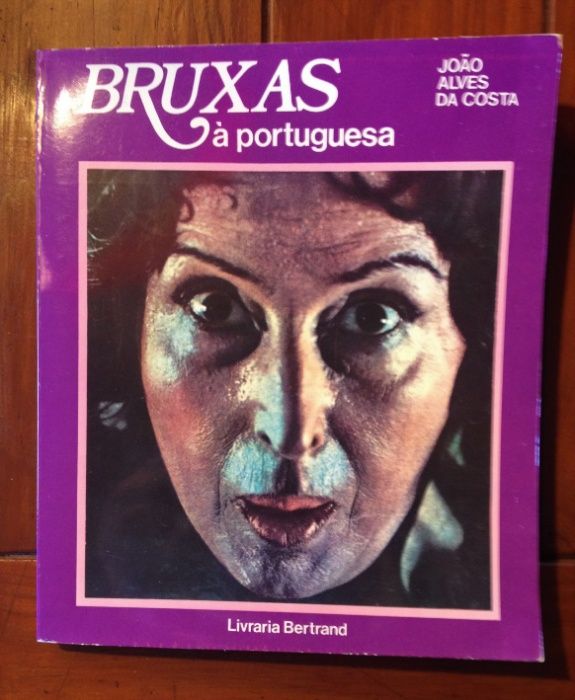 BRUXAS
à portuguesa
JOÃO
ALVES
DA COSTA
Livraria Bertrand